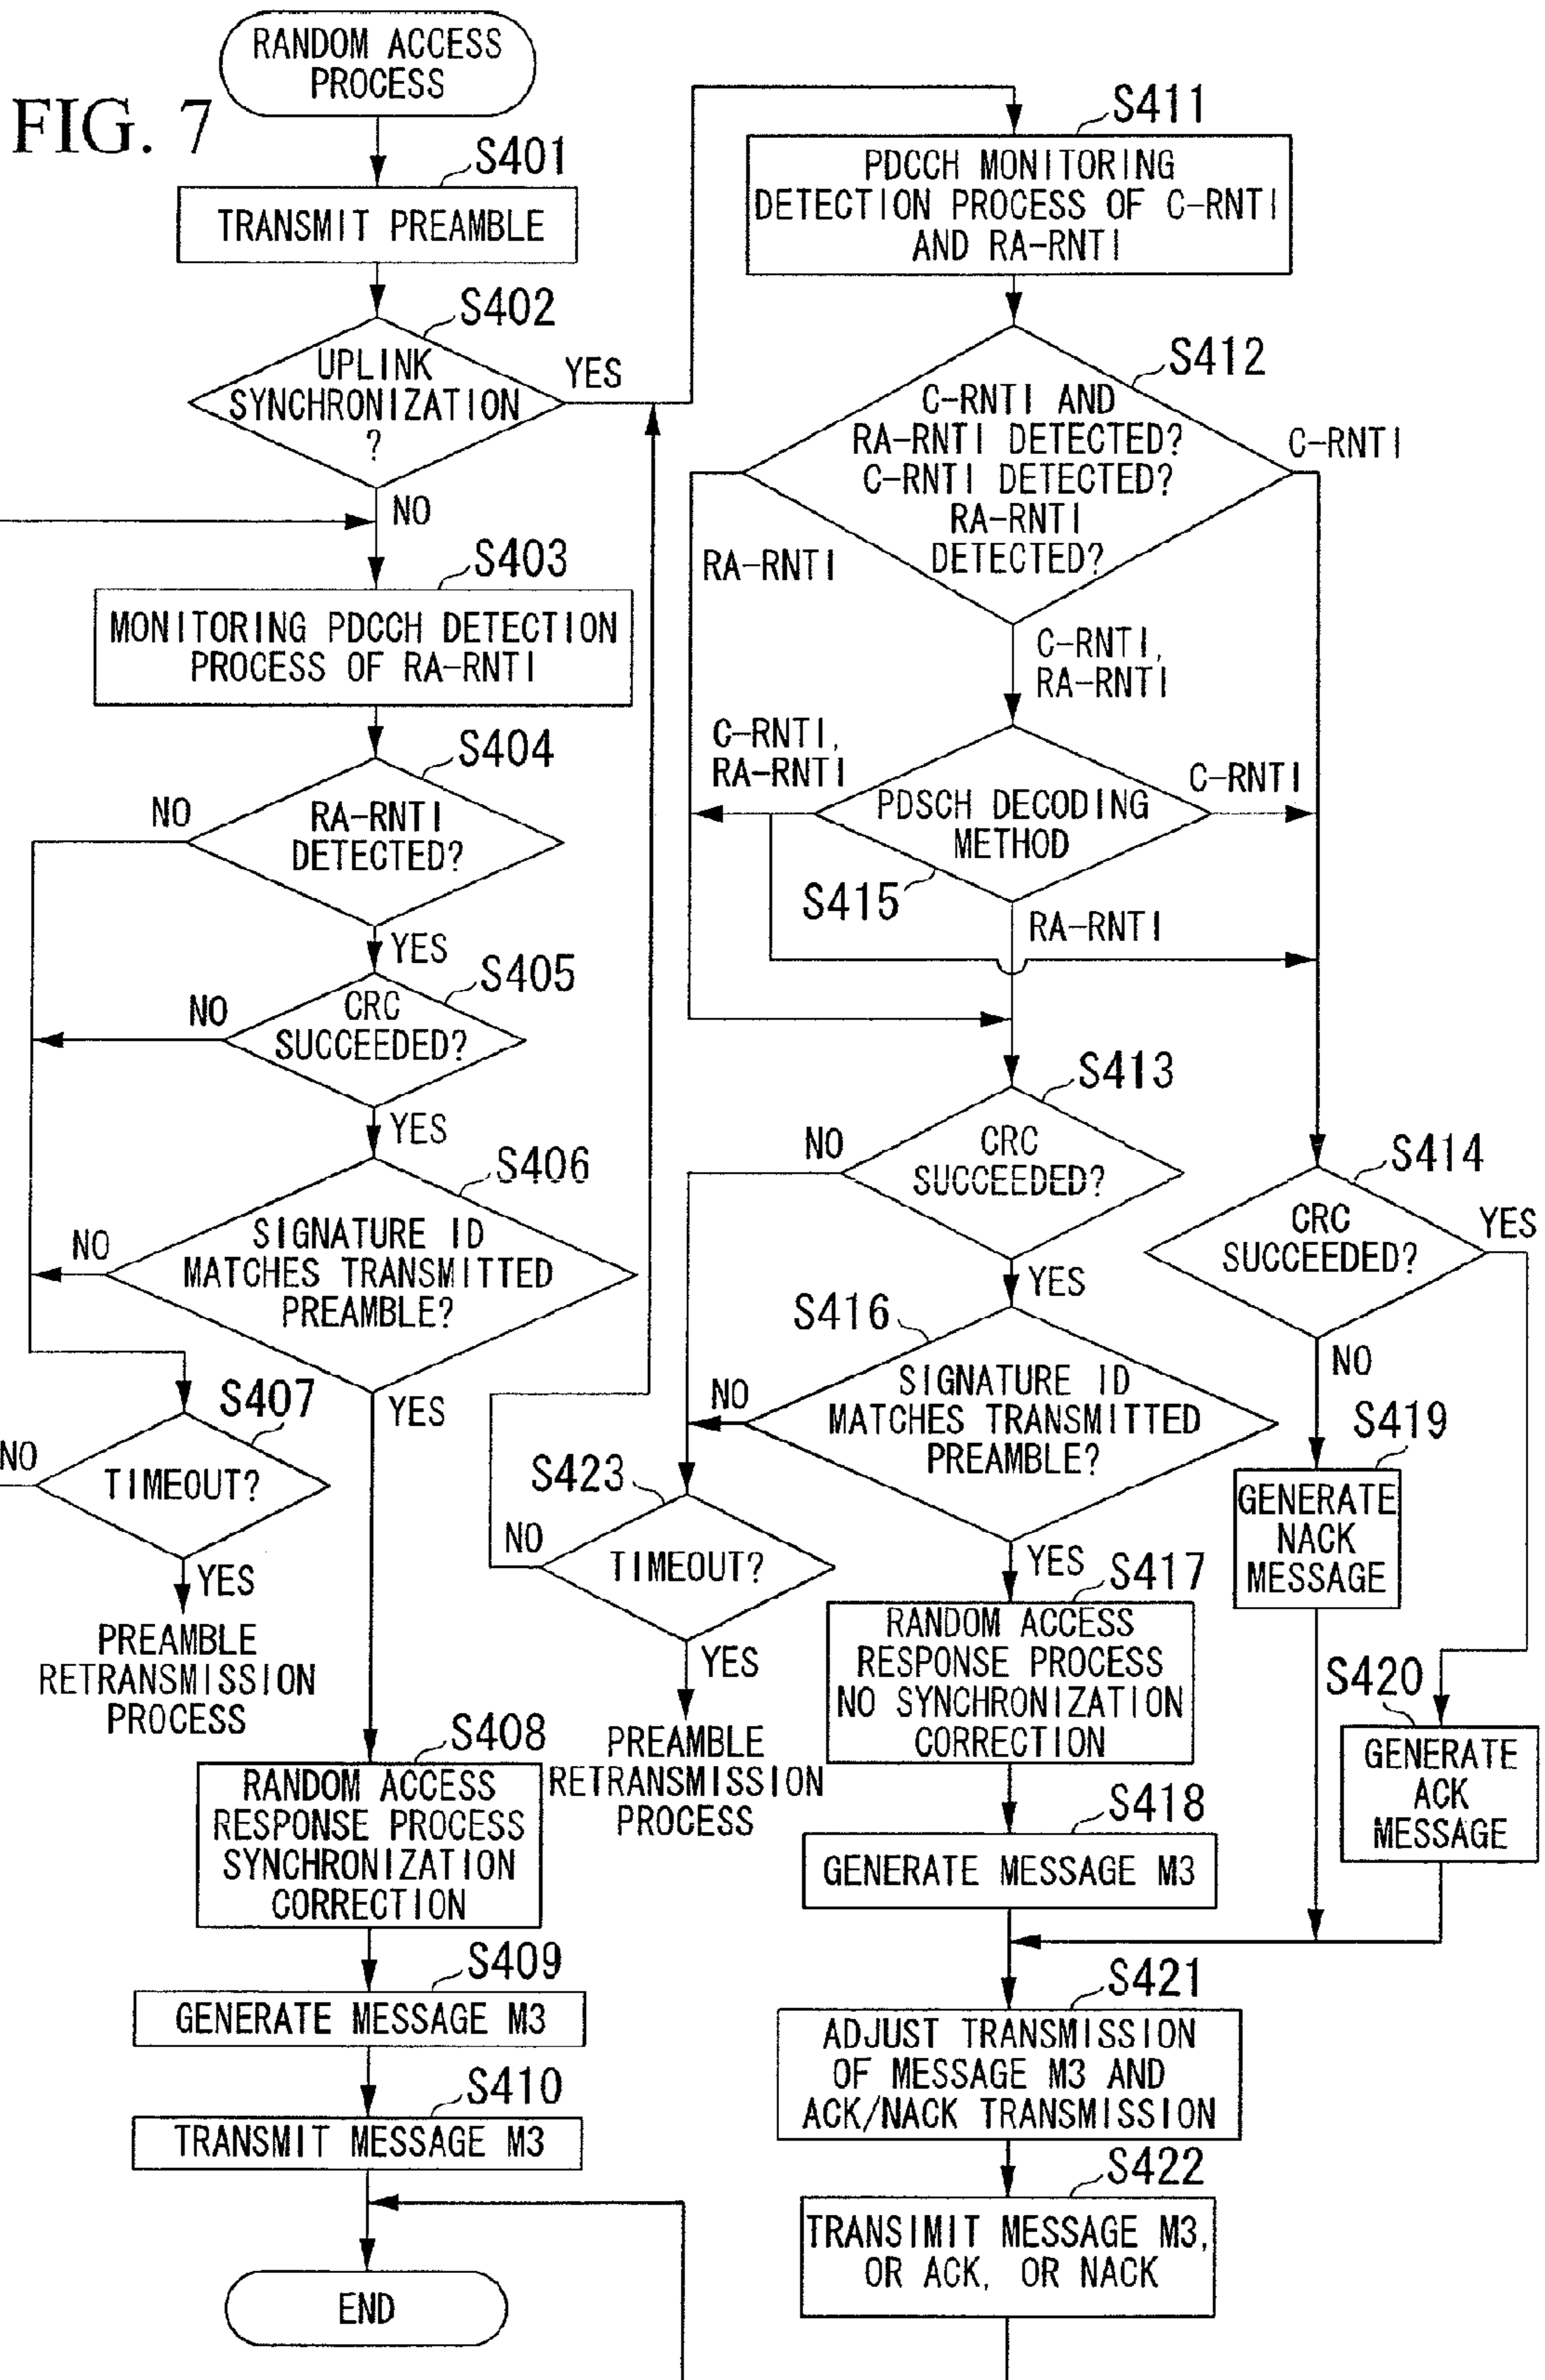 FIG. 7
RANDOM ACCESS
PROCESS
S401
TRANSMIT PREAMBLE
S402
UPLINK
SYNCHRONIZATION
?
YES
NO
S403
MONITORING PDCCH DETECTION
PROCESS OF RA-RNTI
S404
RA-RNTI
DETECTED?
NO
YES
S405
CRC
SUCCEEDED?
NO
YES
S406
SIGNATURE ID
MATCHES TRANSMITTED
PREAMBLE?
NO
YES
S407
TIMEOUT?
NO
YES
PREAMBLE
RETRANSMISSION
PROCESS
S408
RANDOM ACCESS
RESPONSE PROCESS
SYNCHRONIZATION
CORRECTION
S409
GENERATE MESSAGE M3
S410
TRANSMIT MESSAGE M3
END
S411
PDCCH MONITORING
DETECTION PROCESS OF C-RNTI
AND RA-RNTI
S412
C-RNTI AND
RA-RNTI DETECTED?
C-RNTI DETECTED?
RA-RNTI
DETECTED?
C-RNTI
RA-RNTI
C-RNTI,
RA-RNTI
C-RNTI,
RA-RNTI
C-RNTI
PDSCH DECODING
METHOD
S415
RA-RNTI
S413
CRC
SUCCEEDED?
NO
YES
S414
CRC
SUCCEEDED?
YES
NO
S416
SIGNATURE ID
MATCHES TRANSMITTED
PREAMBLE?
NO
YES
S423
TIMEOUT?
NO
YES
PREAMBLE
RETRANSMISSION
PROCESS
S417
RANDOM ACCESS
RESPONSE PROCESS
NO SYNCHRONIZATION
CORRECTION
S418
GENERATE MESSAGE M3
S419
GENERATE
NACK
MESSAGE
S420
GENERATE
ACK
MESSAGE
S421
ADJUST TRANSMISSION
OF MESSAGE M3 AND
ACK/NACK TRANSMISSION
S422
TRANSIMIT MESSAGE M3,
OR ACK, OR NACK